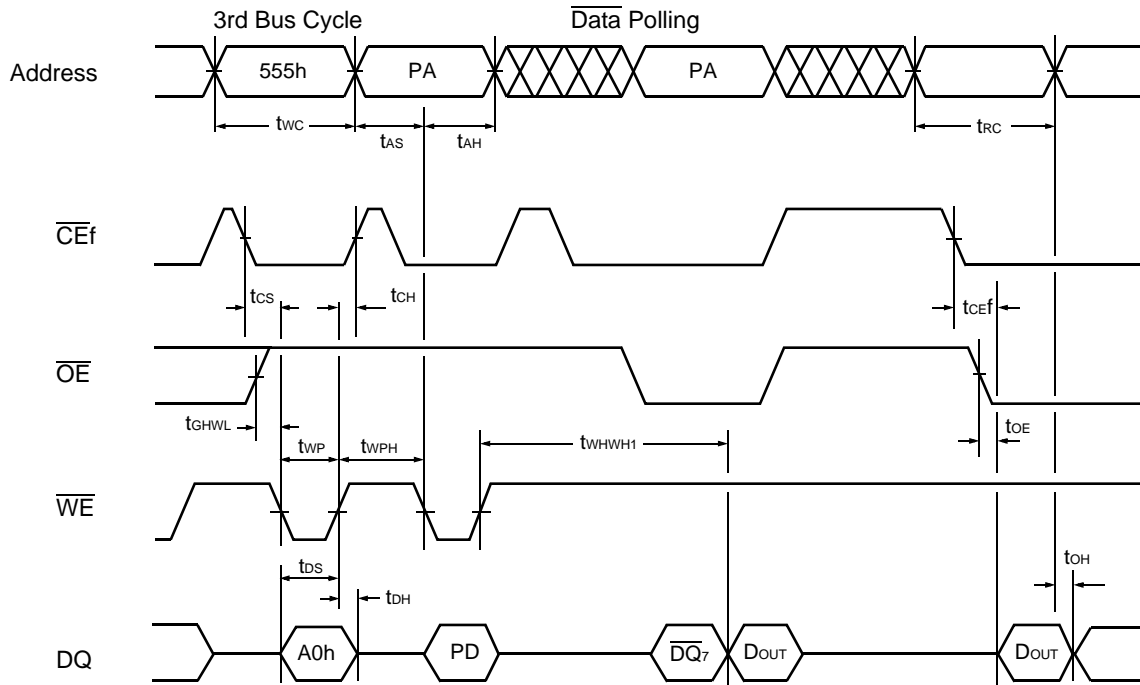 3rd Bus Cycle Data Polling
Address 555h PA PA
tWC tAS tAH tRC
CEf
tCS tCH tCEf
OE
tGHWL tWP tWPH tWHWH1 tOE
WE
tDS tDH tOH
DQ A0h PD DQ7 DOUT DOUT